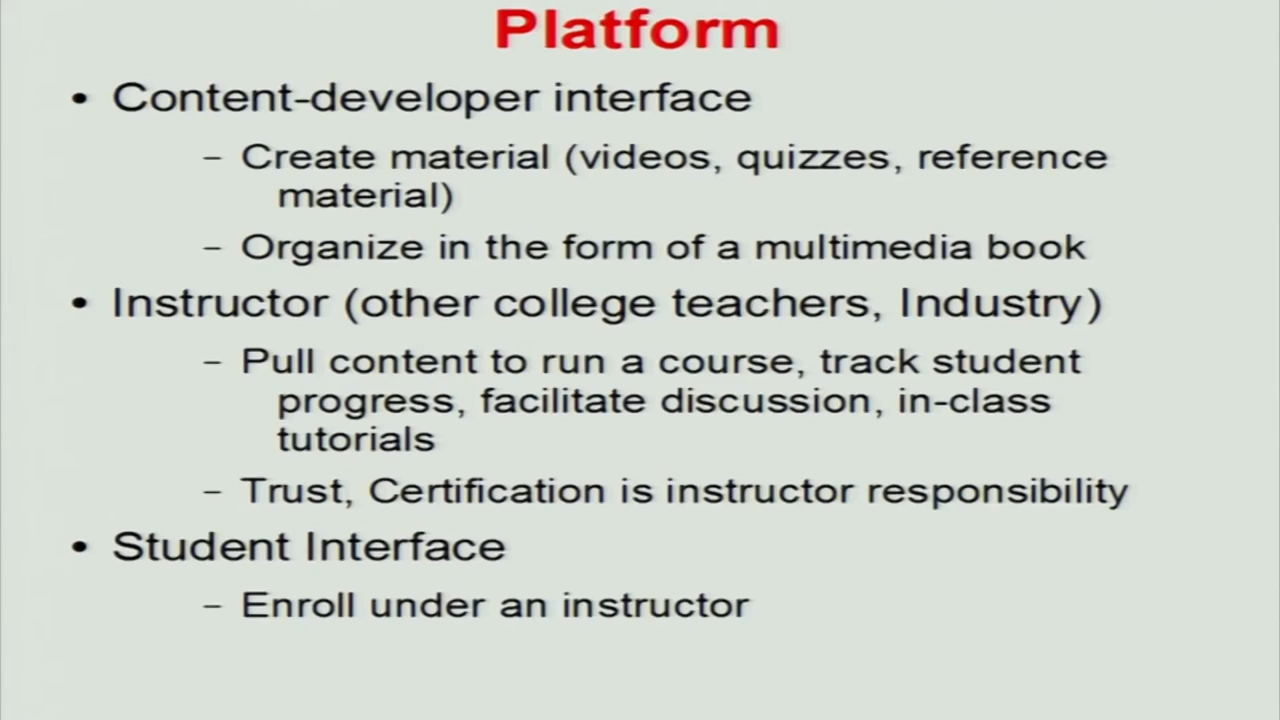 Platform
• Content-developer interface
– Create material (videos, quizzes, reference
material)
– Organize in the form of a multimedia book
• Instructor (other college teachers, Industry)
– Pull content to run a course, track student
progress, facilitate discussion, in-class
tutorials
– Trust, Certification is instructor responsibility
• Student Interface
– Enroll under an instructor